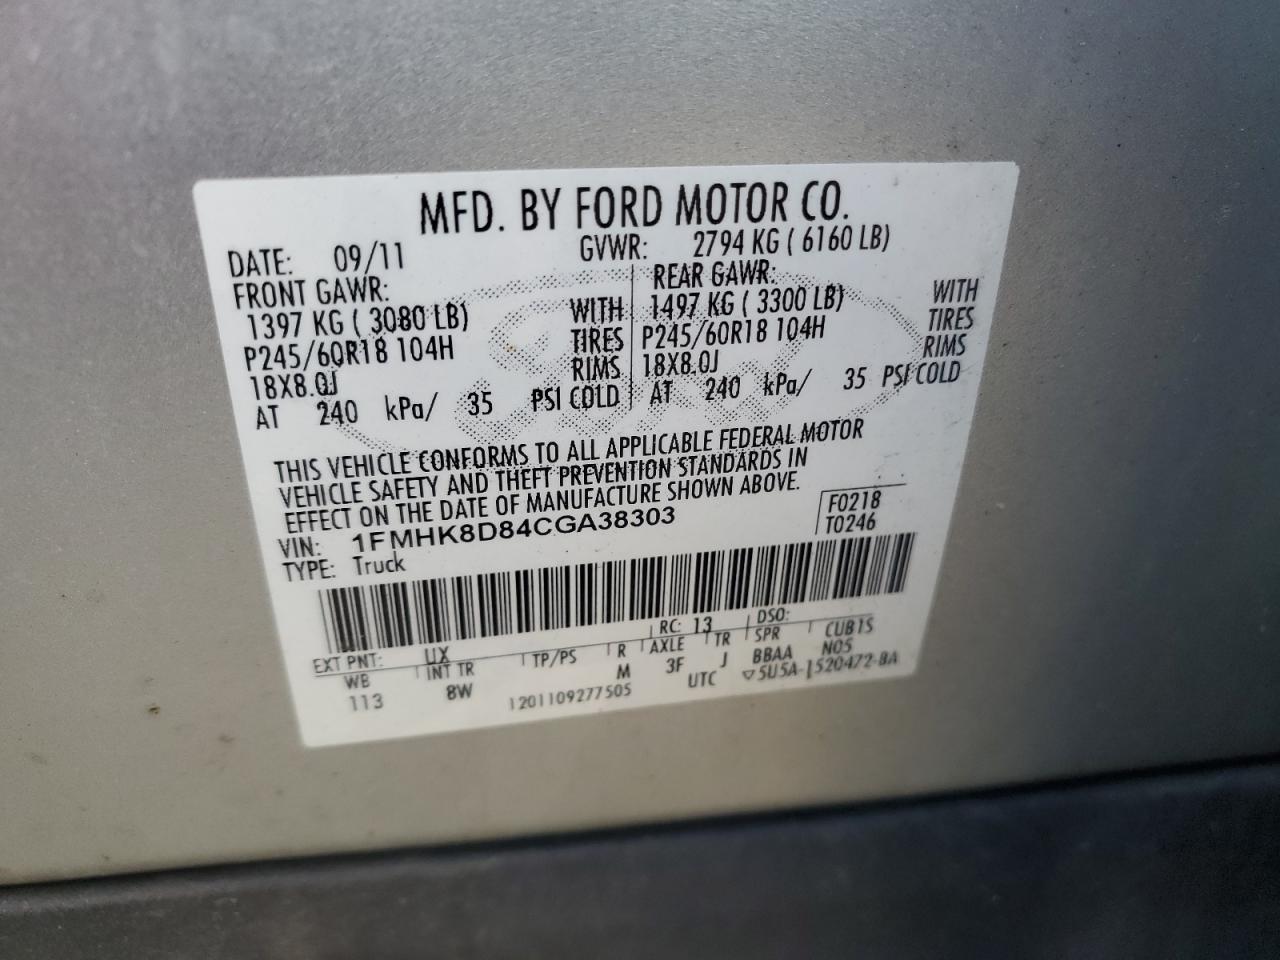 MFD. BY FORD MOTOR CO.
DATE: 09/11 GVWR: 2794 KG ( 6160 LB)
FRONT GAWR: REAR GAWR:
1397 KG ( 3080 LB) WITH 1497 KG ( 3300 LB) WITH
P245/60R18 104H TIRES P245/60R18 104H TIRES
18X8.0J RIMS 18X8.0J RIMS
AT 240 kPa/ 35 PSI COLD AT 240 kPa/ 35 PSI COLD
THIS VEHICLE CONFORMS TO ALL APPLICABLE FEDERAL MOTOR
VEHICLE SAFETY AND THEFT PREVENTION STANDARDS IN
EFFECT ON THE DATE OF MANUFACTURE SHOWN ABOVE.
VIN: 1FMHK8D84CGA38303 F0218
TYPE: Truck T0246
EXT PNT: UX RC: 13 DSO:
WB INT TR TP/PS R AXLE TR SPR CUB1S
113 8W M 3F J BBAA N05
1201109277505 UTC ▽5U5A-1520472-BA